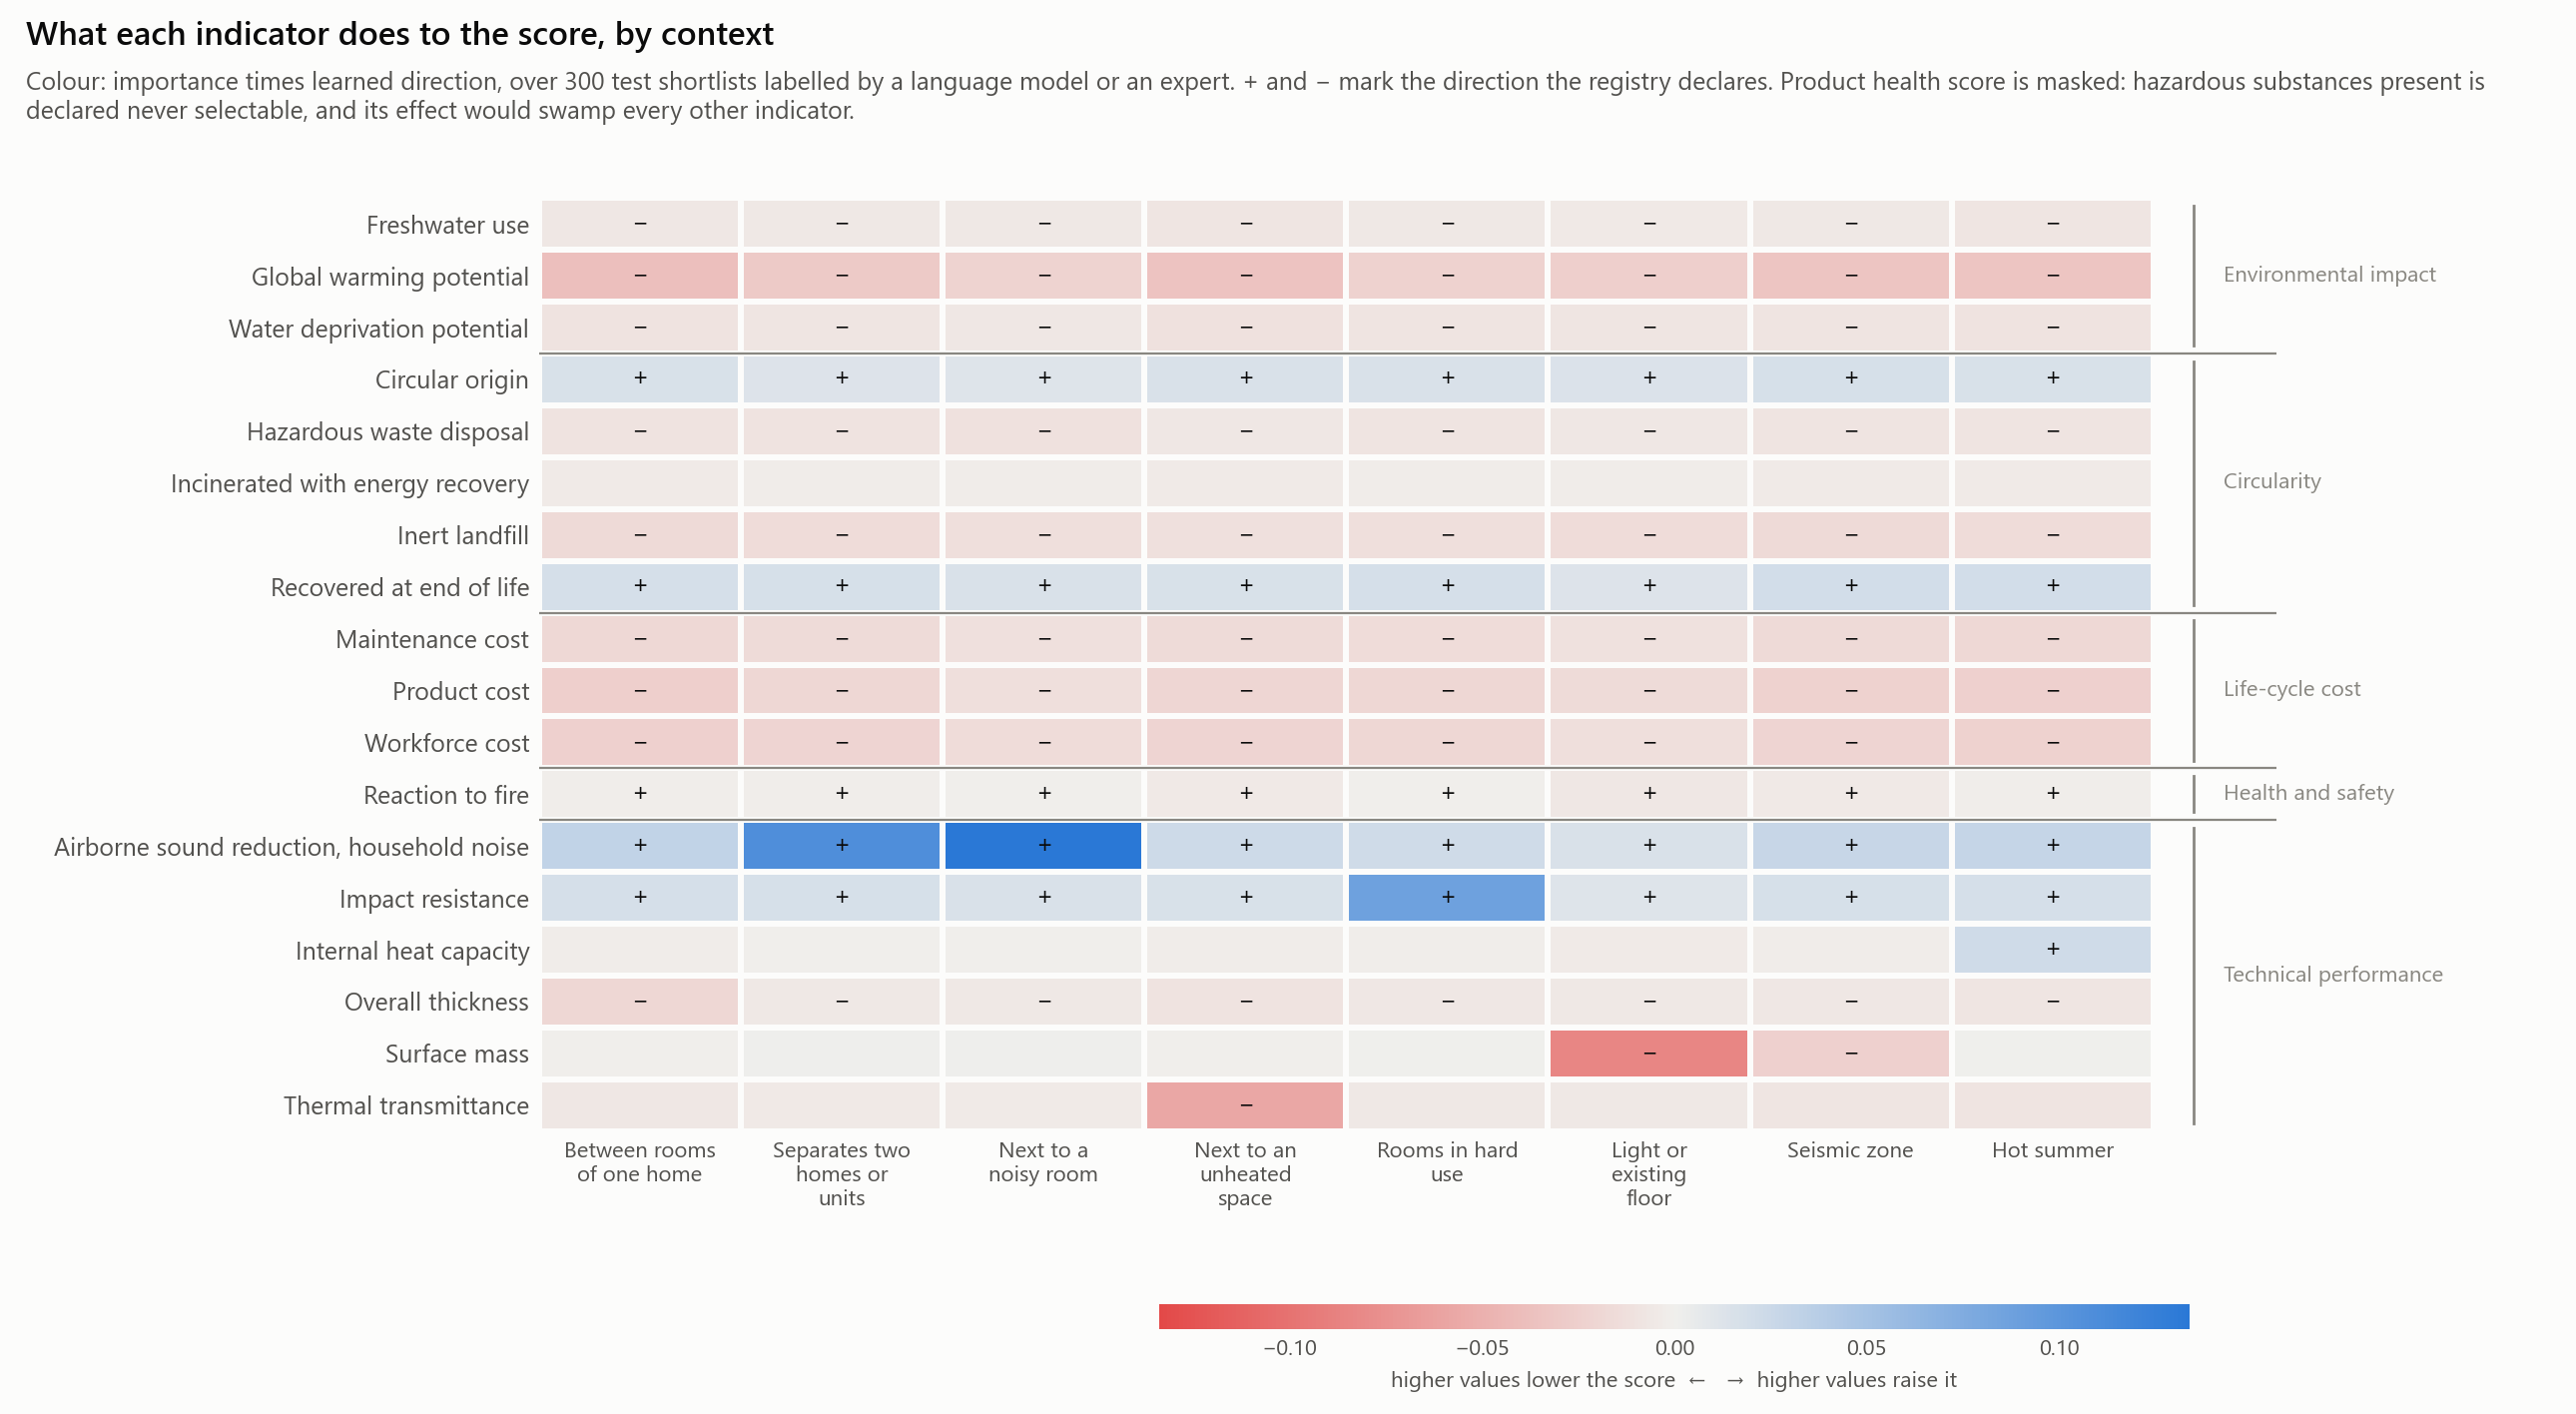 What each indicator does to the score, by context
Colour: importance times learned direction, over 300 test shortlists labelled by a language model or an expert. + and − mark the direction the registry declares. Product health score is masked: hazardous substances present is
declared never selectable, and its effect would swamp every other indicator.
Freshwater use − − − − − − − −
Global warming potential − − − − − − − − Environmental impact
Water deprivation potential − − − − − − − −
Circular origin + + + + + + + +
Hazardous waste disposal − − − − − − − −
Incinerated with energy recovery Circularity
Inert landfill − − − − − − − −
Recovered at end of life + + + + + + + +
Maintenance cost − − − − − − − −
Product cost − − − − − − − − Life-cycle cost
Workforce cost − − − − − − − −
Reaction to fire + + + + + + + + Health and safety
Airborne sound reduction, household noise + + + + + + + +
Impact resistance + + + + + + + +
Internal heat capacity +
Technical performance
Overall thickness − − − − − − − −
Surface mass − −
Thermal transmittance −
Between rooms
of one home
Separates two
homes or
units
Next to a
noisy room
Next to an
unheated
space
Rooms in hard
use
Light or
existing
floor
Seismic zone
Hot summer
−0.10 −0.05 0.00 0.05 0.10
higher values lower the score ← → higher values raise it